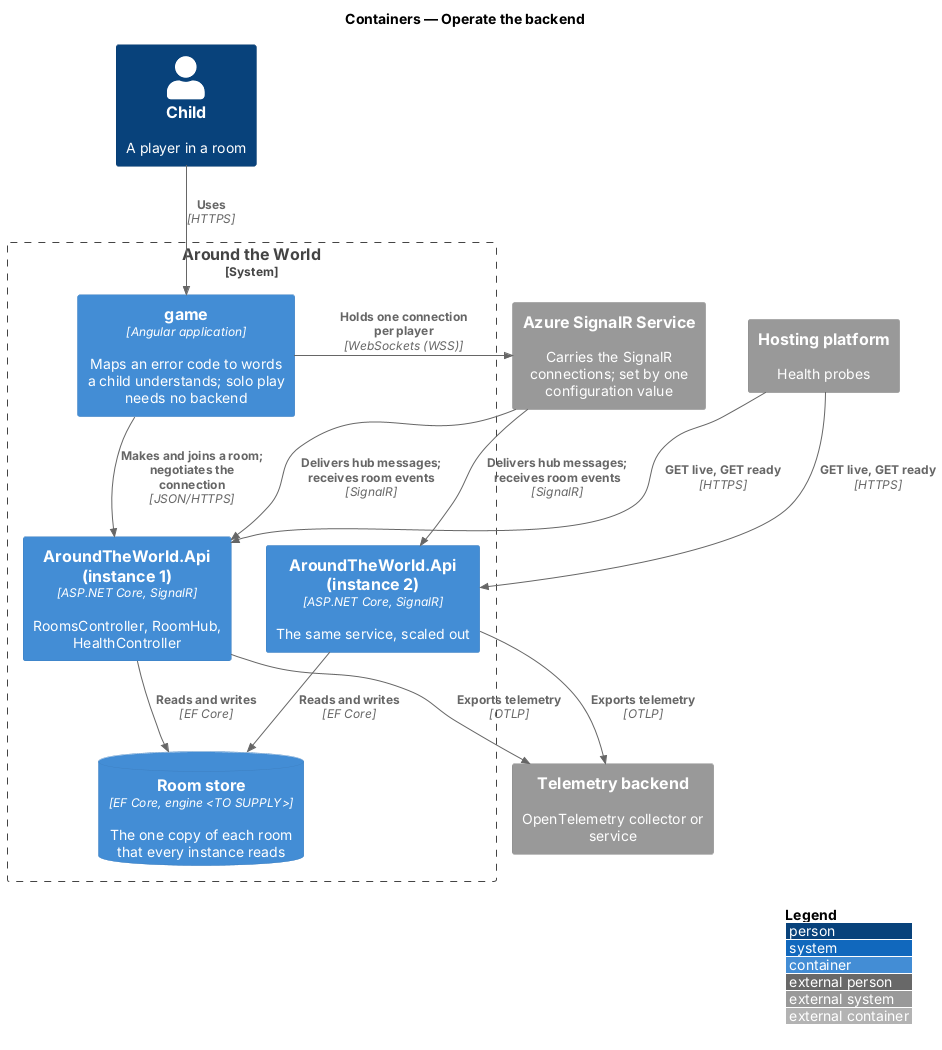 Containers — Operate the backend
Child
A player in a room
Uses
[HTTPS]
Around the World
[System]
game
[Angular application]
Maps an error code to words
a child understands; solo play
needs no backend
Holds one connection
per player
[WebSockets (WSS)]
Azure SignalR Service
Carries the SignalR
connections; set by one
configuration value
Hosting platform
Health probes
Makes and joins a room;
negotiates the
connection
[JSON/HTTPS]
Delivers hub messages;
receives room events
[SignalR]
Delivers hub messages;
receives room events
[SignalR]
GET live, GET ready
[HTTPS]
GET live, GET ready
[HTTPS]
AroundTheWorld.Api
(instance 1)
[ASP.NET Core, SignalR]
RoomsController, RoomHub,
HealthController
AroundTheWorld.Api
(instance 2)
[ASP.NET Core, SignalR]
The same service, scaled out
Reads and writes
[EF Core]
Reads and writes
[EF Core]
Exports telemetry
[OTLP]
Exports telemetry
[OTLP]
Room store
[EF Core, engine <TO SUPPLY>]
The one copy of each room
that every instance reads
Telemetry backend
OpenTelemetry collector or
service
Legend
person
system
container
external person
external system
external container